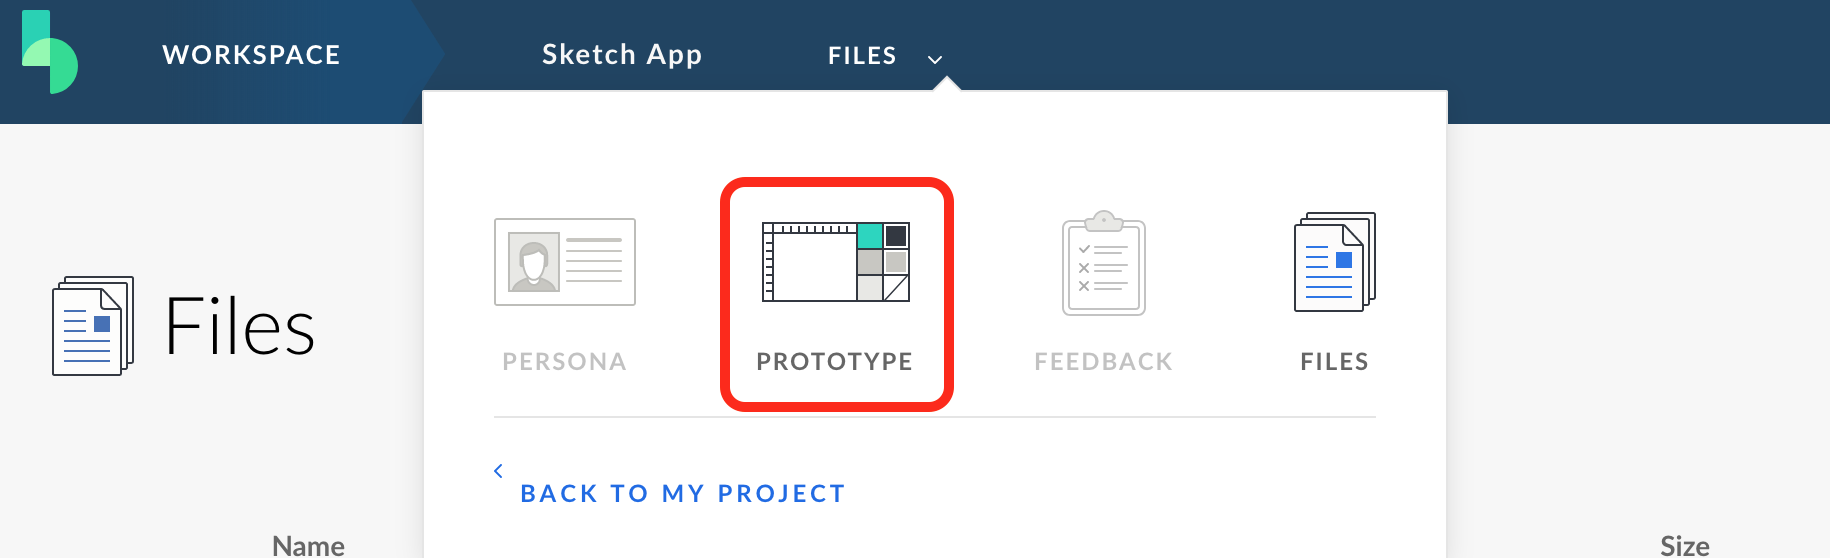 WORKSPACE
Sketch App
FILES
Files
PERSONA
PROTOTYPE
FEEDBACK
FILES
BACK TO MY PROJECT
Name
Size